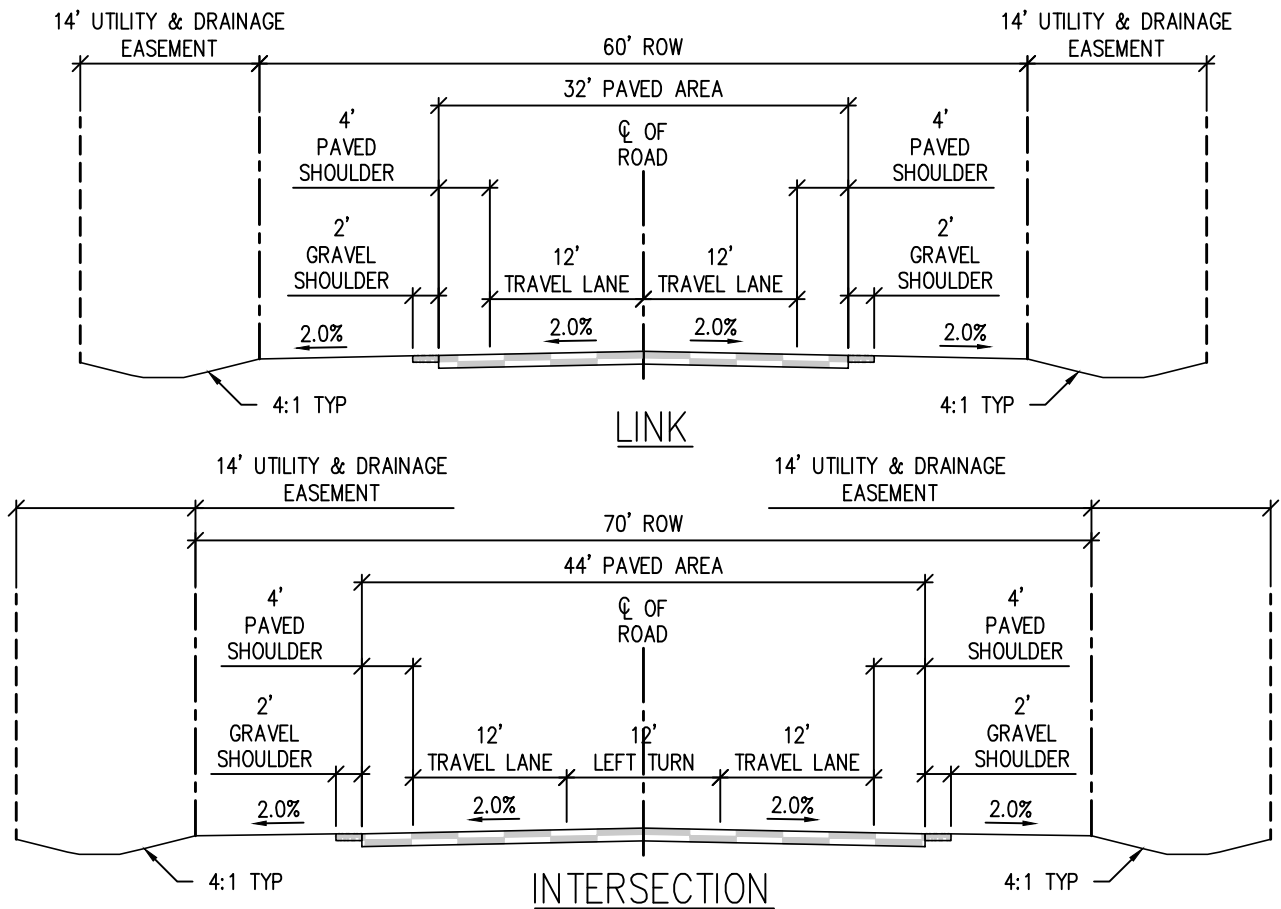 14' UTILITY & DRAINAGE
EASEMENT
60' ROW
14' UTILITY & DRAINAGE
EASEMENT
32' PAVED AREA
4'
PAVED
SHOULDER
℄ OF
ROAD
4'
PAVED
SHOULDER
2'
GRAVEL
SHOULDER
12'
TRAVEL LANE
12'
TRAVEL LANE
2'
GRAVEL
SHOULDER
2.0%
2.0%
2.0%
2.0%
4:1 TYP
4:1 TYP
LINK
14' UTILITY & DRAINAGE
EASEMENT
14' UTILITY & DRAINAGE
EASEMENT
70' ROW
44' PAVED AREA
4'
PAVED
SHOULDER
℄ OF
ROAD
4'
PAVED
SHOULDER
2'
GRAVEL
SHOULDER
12'
TRAVEL LANE
12'
LEFT TURN
12'
TRAVEL LANE
2'
GRAVEL
SHOULDER
2.0%
2.0%
2.0%
2.0%
4:1 TYP
4:1 TYP
INTERSECTION